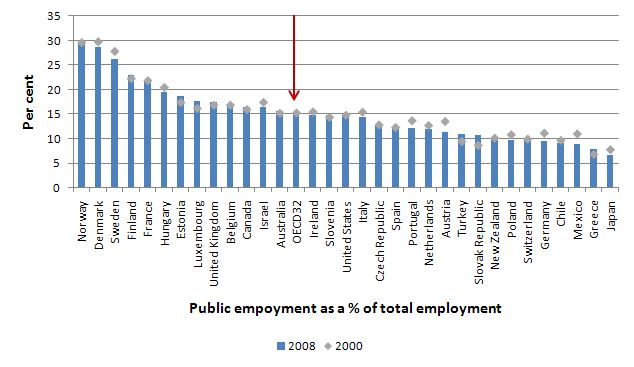 35
30
25
20
15
10
5
0
Per cent
Norway
Denmark
Sweden
Finland
France
Hungary
Estonia
Luxembourg
United Kingdom
Belgium
Canada
Israel
Australia
OECD32
Ireland
Slovenia
United States
Italy
Czech Republic
Spain
Portugal
Netherlands
Austria
Turkey
Slovak Republic
New Zealand
Poland
Switzerland
Germany
Chile
Mexico
Greece
Japan
Public empoyment as a % of total employment
2008 2000